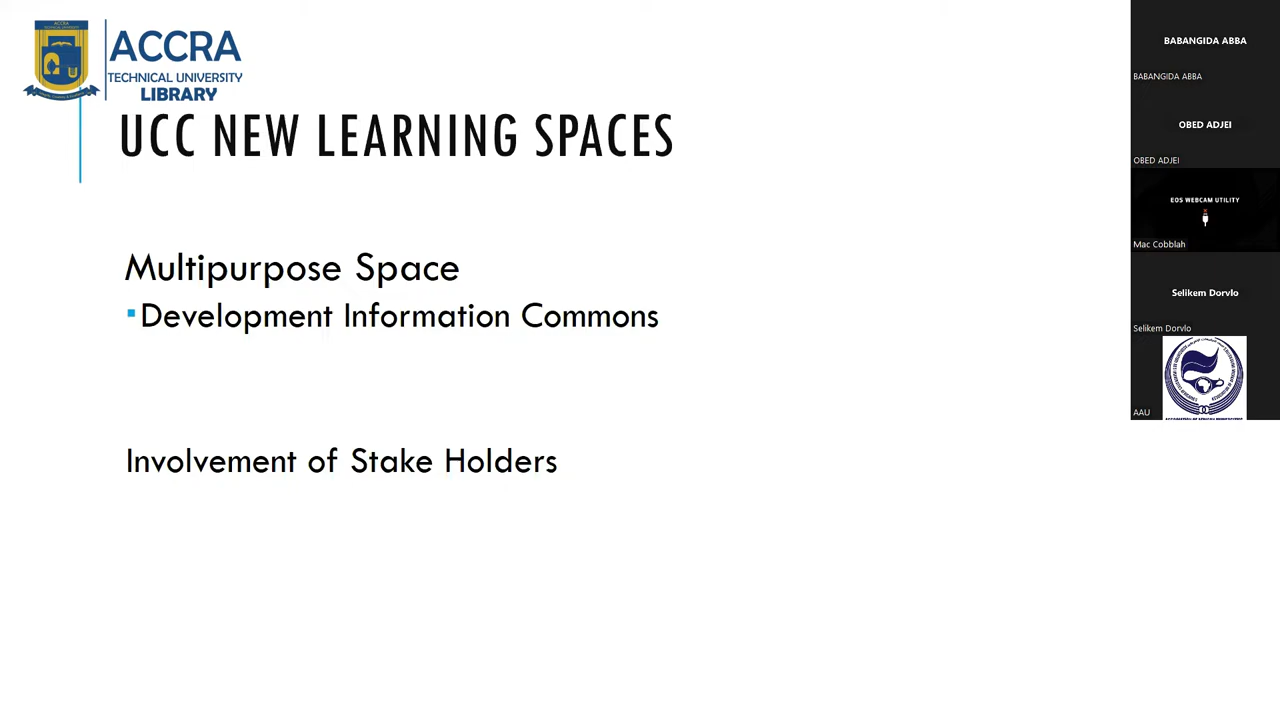 ACCRA
TECHNICAL UNIVERSITY
LIBRARY
UCC NEW LEARNING SPACES
Multipurpose Space
Development Information Commons
Involvement of Stake Holders
BABANGIDA ABBA
BABANGIDA ABBA
OBED ADJEI
OBED ADJEI
EOS WEBCAM UTILITY
Mac Cobblah
Selikem Dorvlo
Selikem Dorvlo
AAU